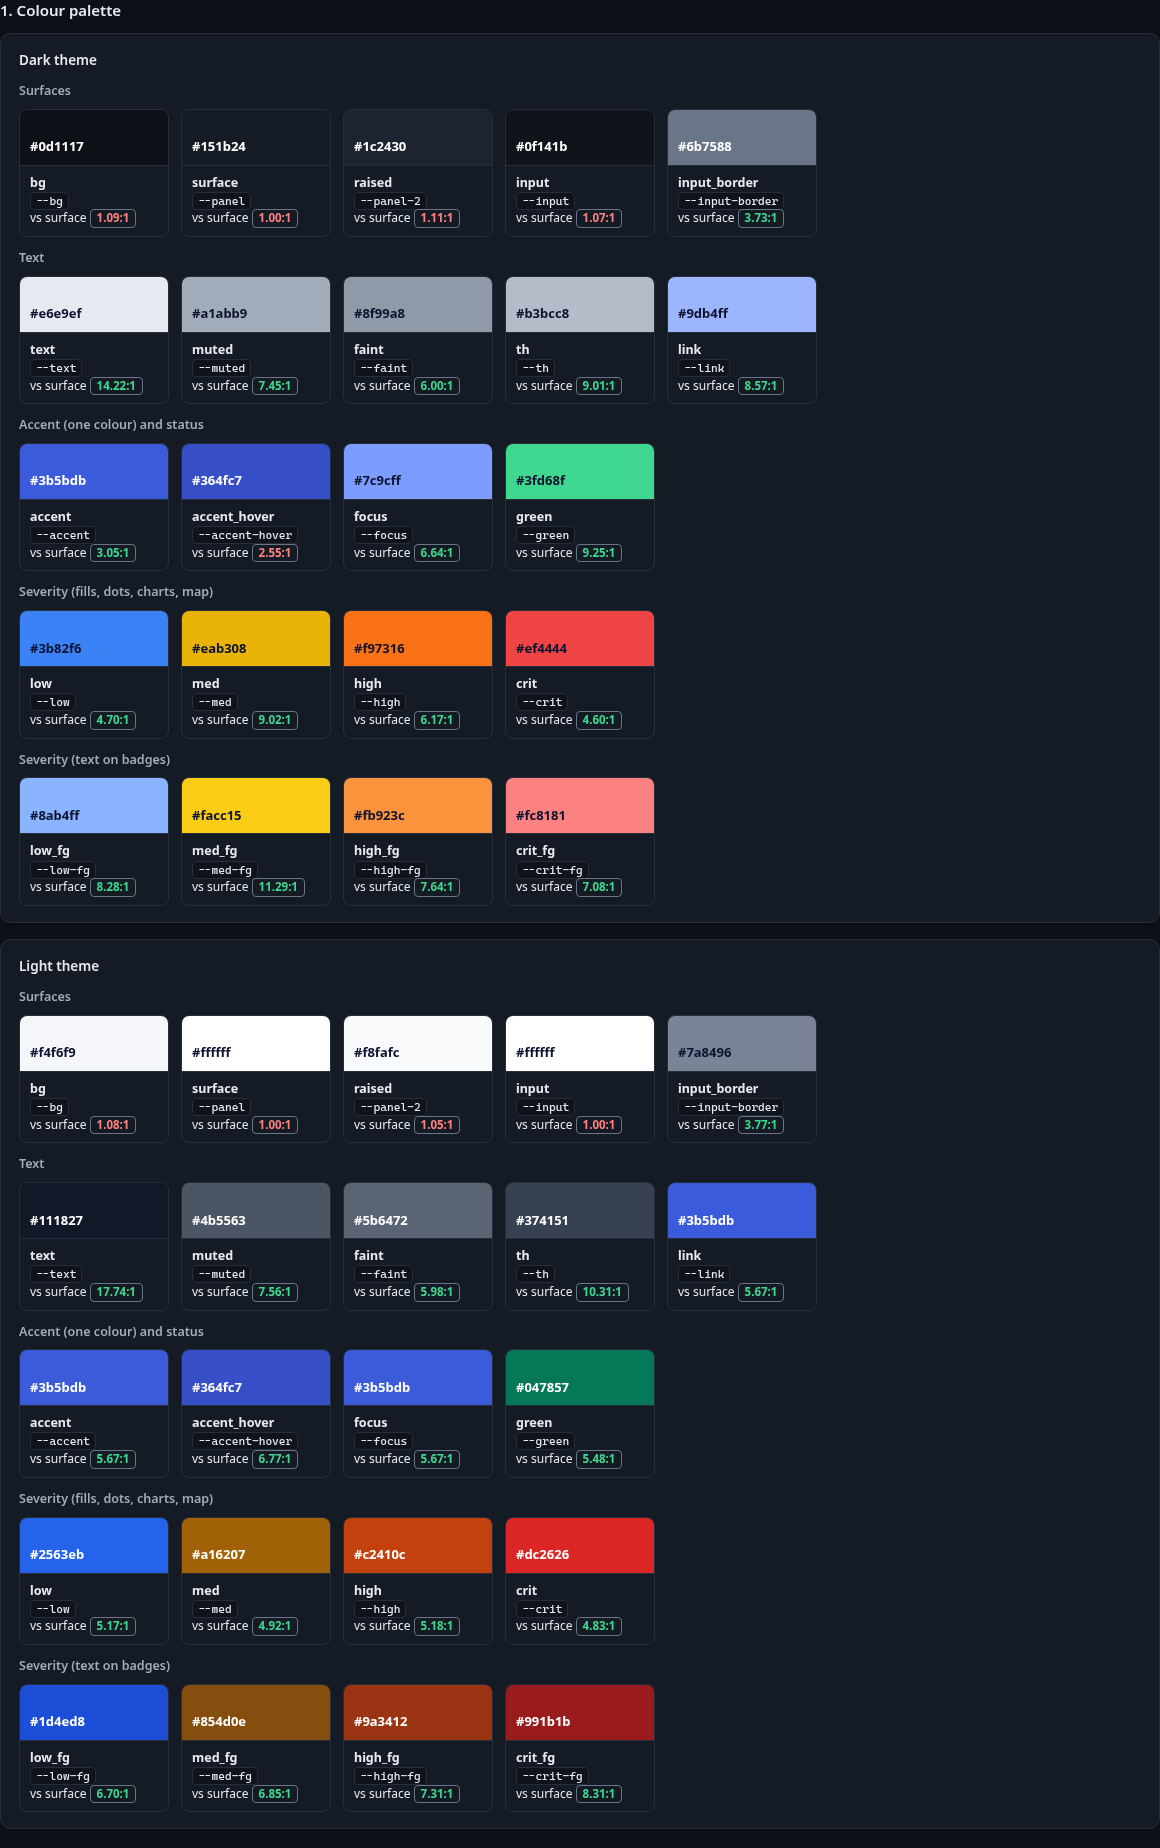 1. Colour palette
Dark theme
Surfaces
#0d1117 #151b24 #1c2430 #0f141b #6b7588
bg surface raised input input_border
--bg --panel --panel-2 --input --input-border
vs surface 1.09:1 vs surface 1.00:1 vs surface 1.11:1 vs surface 1.07:1 vs surface 3.73:1
Text
#e6e9ef #a1abb9 #8f99a8 #b3bcc8 #9db4ff
text muted faint th link
--text --muted --faint --th --link
vs surface 14.22:1 vs surface 7.45:1 vs surface 6.00:1 vs surface 9.01:1 vs surface 8.57:1
Accent (one colour) and status
#3b5bdb #364fc7 #7c9cff #3fd68f
accent accent_hover focus green
--accent --accent-hover --focus --green
vs surface 3.05:1 vs surface 2.55:1 vs surface 6.64:1 vs surface 9.25:1
Severity (fills, dots, charts, map)
#3b82f6 #eab308 #f97316 #ef4444
low med high crit
--low --med --high --crit
vs surface 4.70:1 vs surface 9.02:1 vs surface 6.17:1 vs surface 4.60:1
Severity (text on badges)
#8ab4ff #facc15 #fb923c #fc8181
low_fg med_fg high_fg crit_fg
--low-fg --med-fg --high-fg --crit-fg
vs surface 8.28:1 vs surface 11.29:1 vs surface 7.64:1 vs surface 7.08:1
Light theme
Surfaces
#f4f6f9 #ffffff #f8fafc #ffffff #7a8496
bg surface raised input input_border
--bg --panel --panel-2 --input --input-border
vs surface 1.08:1 vs surface 1.00:1 vs surface 1.05:1 vs surface 1.00:1 vs surface 3.77:1
Text
#111827 #4b5563 #5b6472 #374151 #3b5bdb
text muted faint th link
--text --muted --faint --th --link
vs surface 17.74:1 vs surface 7.56:1 vs surface 5.98:1 vs surface 10.31:1 vs surface 5.67:1
Accent (one colour) and status
#3b5bdb #364fc7 #3b5bdb #047857
accent accent_hover focus green
--accent --accent-hover --focus --green
vs surface 5.67:1 vs surface 6.77:1 vs surface 5.67:1 vs surface 5.48:1
Severity (fills, dots, charts, map)
#2563eb #a16207 #c2410c #dc2626
low med high crit
--low --med --high --crit
vs surface 5.17:1 vs surface 4.92:1 vs surface 5.18:1 vs surface 4.83:1
Severity (text on badges)
#1d4ed8 #854d0e #9a3412 #991b1b
low_fg med_fg high_fg crit_fg
--low-fg --med-fg --high-fg --crit-fg
vs surface 6.70:1 vs surface 6.85:1 vs surface 7.31:1 vs surface 8.31:1